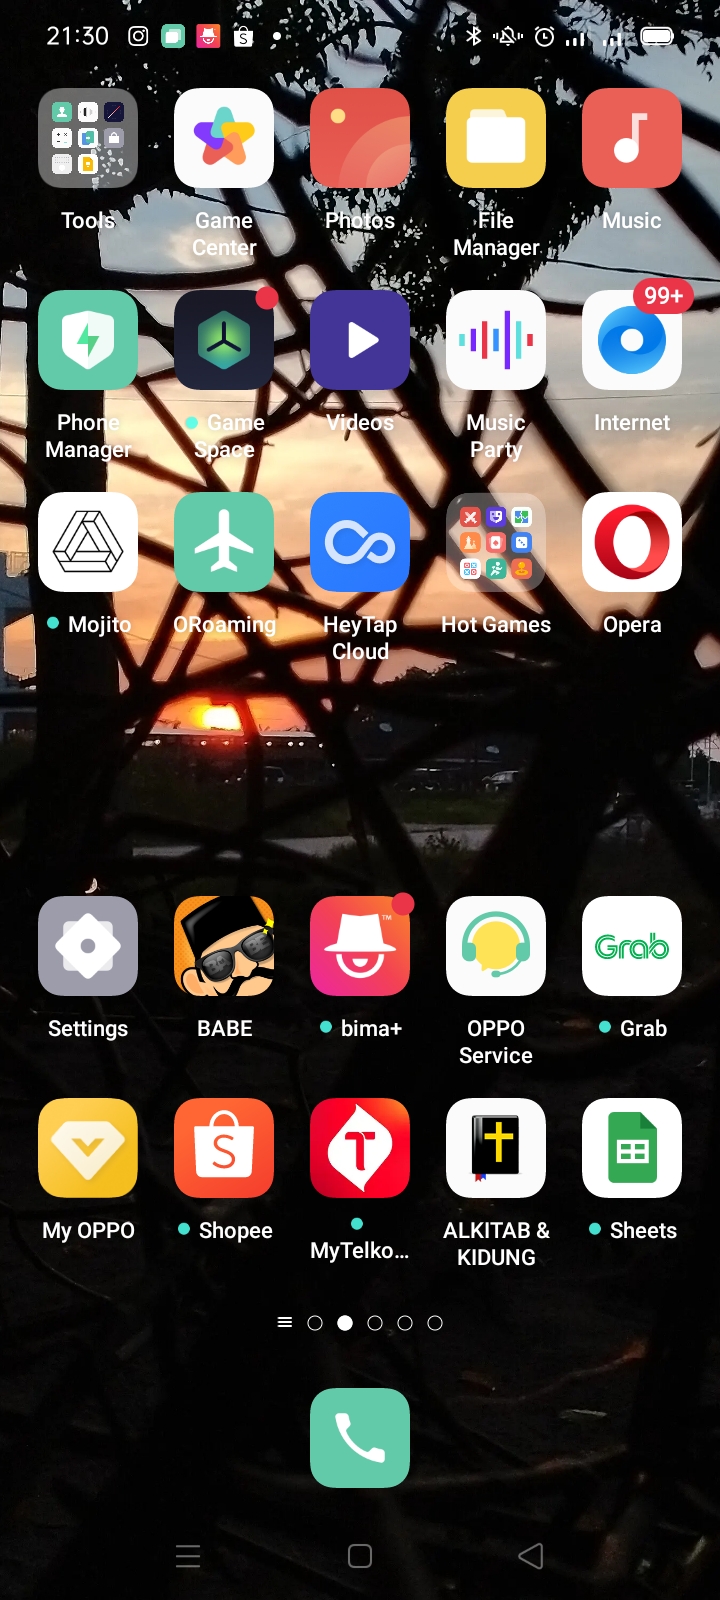 21:30
Tools
Game
Center
Photos
File
Manager
Music
99+
Phone
Manager
Game
Space
Videos
Music
Party
Internet
Mojito
ORoaming
HeyTap
Cloud
Hot Games
Opera
TM
Grab
Settings
BABE
bima+
OPPO
Service
Grab
S
T
My OPPO
Shopee
MyTelko...
ALKITAB &
KIDUNG
Sheets